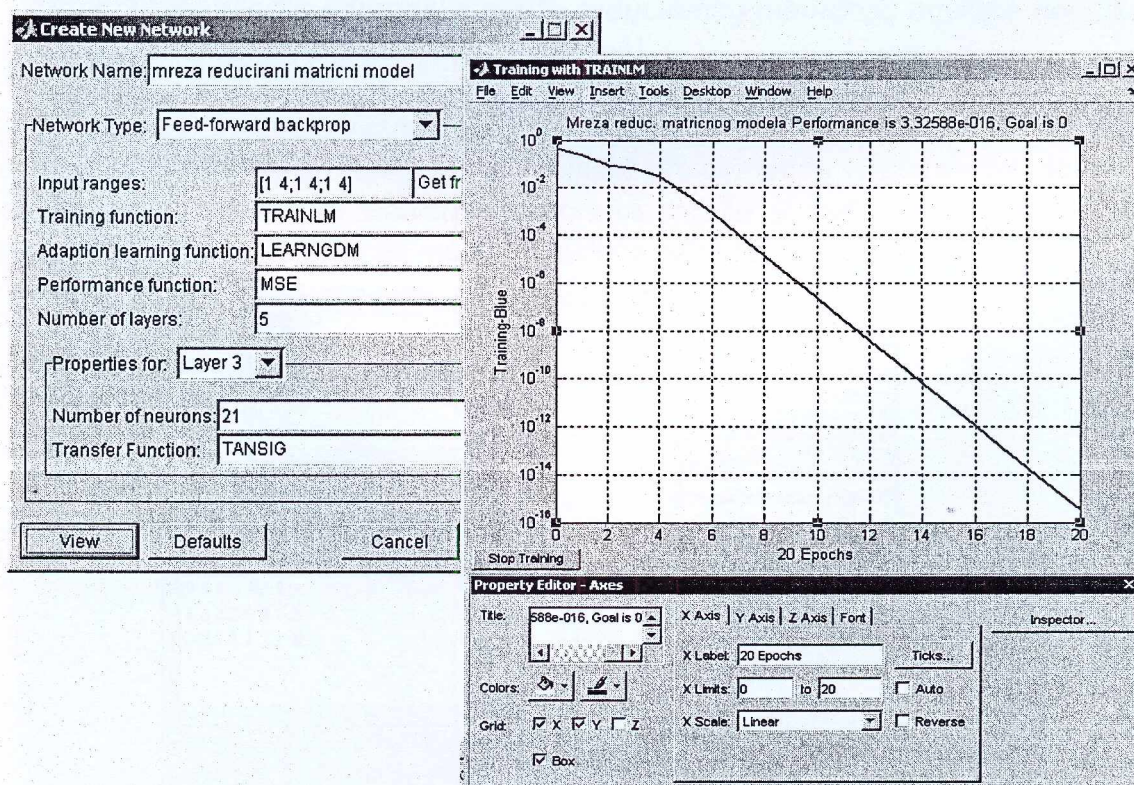 Create New Network
Network Name: mreza reducirani matricni model
Network Type: Feed-forward backprop
Input ranges: [1 4;1 4;1 4] Get fr
Training function: TRAINLM
Adaption learning function: LEARNGDM
Performance function: MSE
Number of layers: 5
Properties for: Layer 3
Number of neurons: 21
Transfer Function: TANSIG
View Defaults Cancel
Training with TRAINLM
File Edit View Insert Tools Desktop Window Help
Mreza reduc. matricnog modela Performance is 3.32588e-016, Goal is 0
10^0
10^-2
10^-4
10^-6
10^-8
10^-10
10^-12
10^-14
10^-16
Training-Blue
0 2 4 6 8 10 12 14 16 18 20
20 Epochs
Stop Training
Property Editor - Axes
Title: 588e-016, Goal is 0
Colors:
Grid: X Y Z
Box
X Axis Y Axis Z Axis Font
X Label: 20 Epochs Ticks...
X Limits: 0 to 20 Auto
X Scale: Linear Reverse
Inspector...